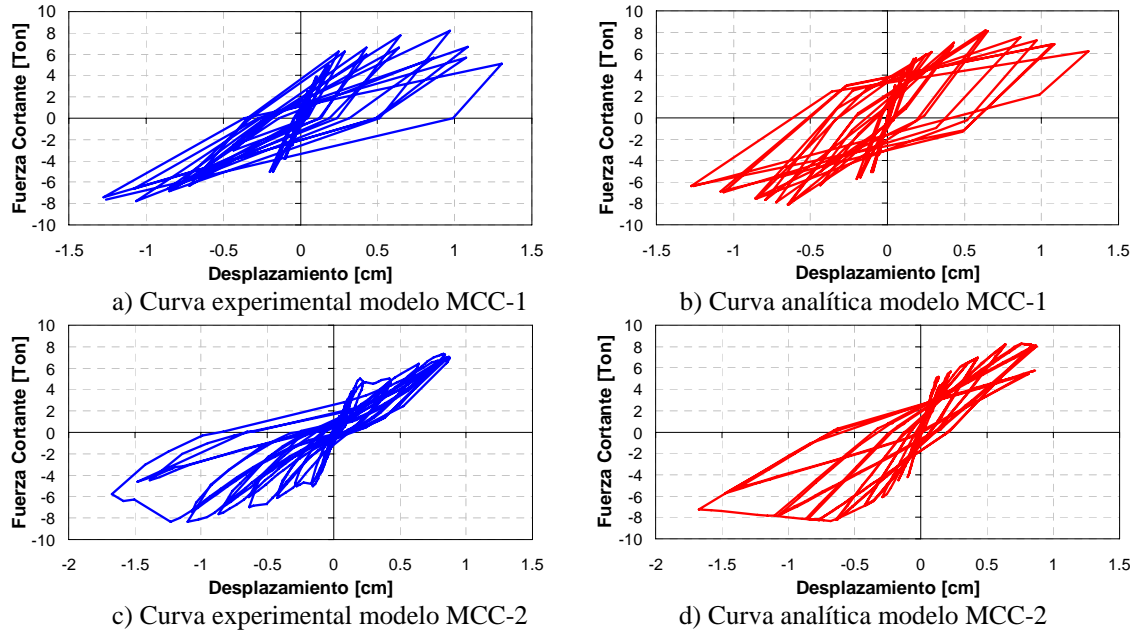 Fuerza Cortante [Ton]
10
8
6
4
2
0
-2
-4
-6
-8
-10
-1.5 -1 -0.5 0 0.5 1 1.5
Desplazamiento [cm]
a) Curva experimental modelo MCC-1
Fuerza Cortante [Ton]
10
8
6
4
2
0
-2
-4
-6
-8
-10
-1.5 -1 -0.5 0 0.5 1 1.5
Desplazamiento [cm]
b) Curva analítica modelo MCC-1
Fuerza Cortante [Ton]
10
8
6
4
2
0
-2
-4
-6
-8
-10
-2 -1.5 -1 -0.5 0 0.5 1 1.5
Desplazamiento [cm]
c) Curva experimental modelo MCC-2
Fuerza Cortante [Ton]
10
8
6
4
2
0
-2
-4
-6
-8
-10
-2 -1.5 -1 -0.5 0 0.5 1 1.5
Desplazamiento [cm]
d) Curva analítica modelo MCC-2